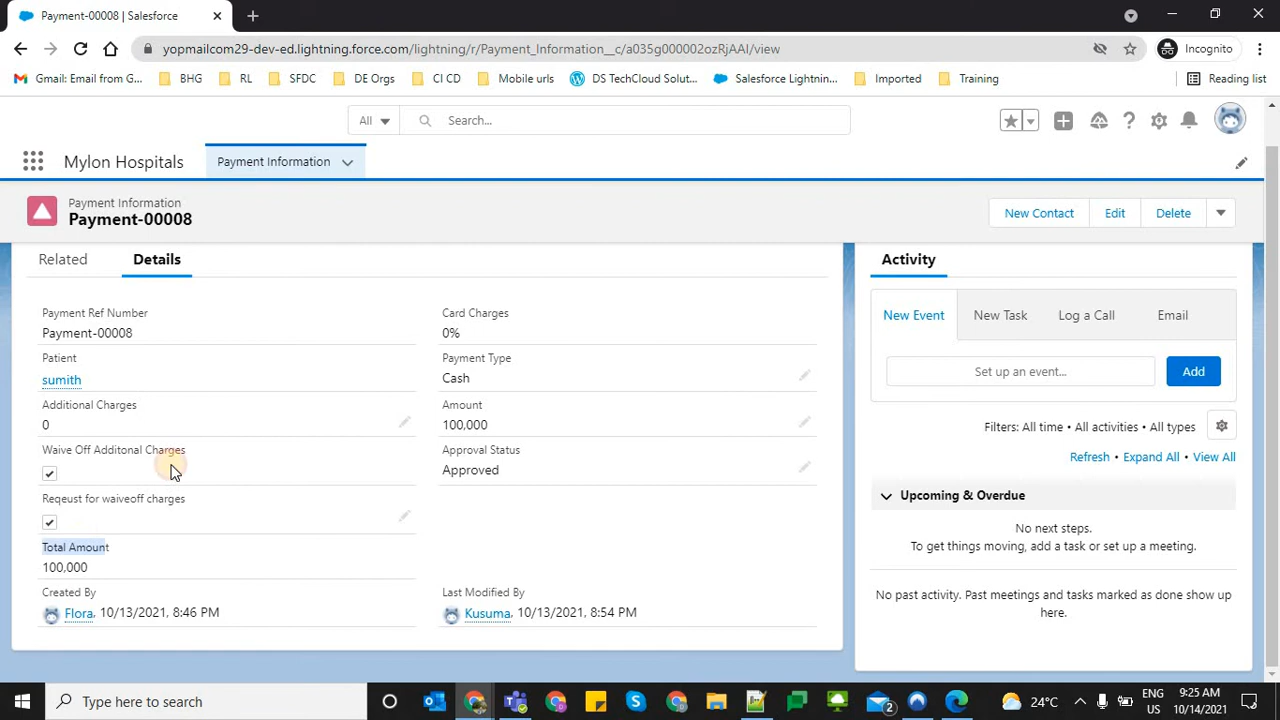 Payment-00008 | Salesforce
yopmailcom29-dev-ed.lightning.force.com/lightning/r/Payment_Information__c/a035g000002ozRjAAI/view
Incognito
Gmail: Email from G...
BHG
RL
SFDC
DE Orgs
CI CD
Mobile urls
DS TechCloud Solut...
Salesforce Lightnin...
Imported
Training
Reading list
All
Search...
Mylon Hospitals
Payment Information
Payment Information
Payment-00008
New Contact
Edit
Delete
Related
Details
Payment Ref Number
Payment-00008
Card Charges
0%
Patient
sumith
Payment Type
Cash
Additional Charges
0
Amount
100,000
Waive Off Additonal Charges
Approval Status
Approved
Reqeust for waiveoff charges
Total Amount
100,000
Created By
Flora, 10/13/2021, 8:46 PM
Last Modified By
Kusuma, 10/13/2021, 8:54 PM
Activity
New Event
New Task
Log a Call
Email
Set up an event...
Add
Filters: All time • All activities • All types
Refresh • Expand All • View All
Upcoming & Overdue
No next steps.
To get things moving, add a task or set up a meeting.
No past activity. Past meetings and tasks marked as done show up
here.
Type here to search
2
24°C
ENG
US
9:25 AM
10/14/2021